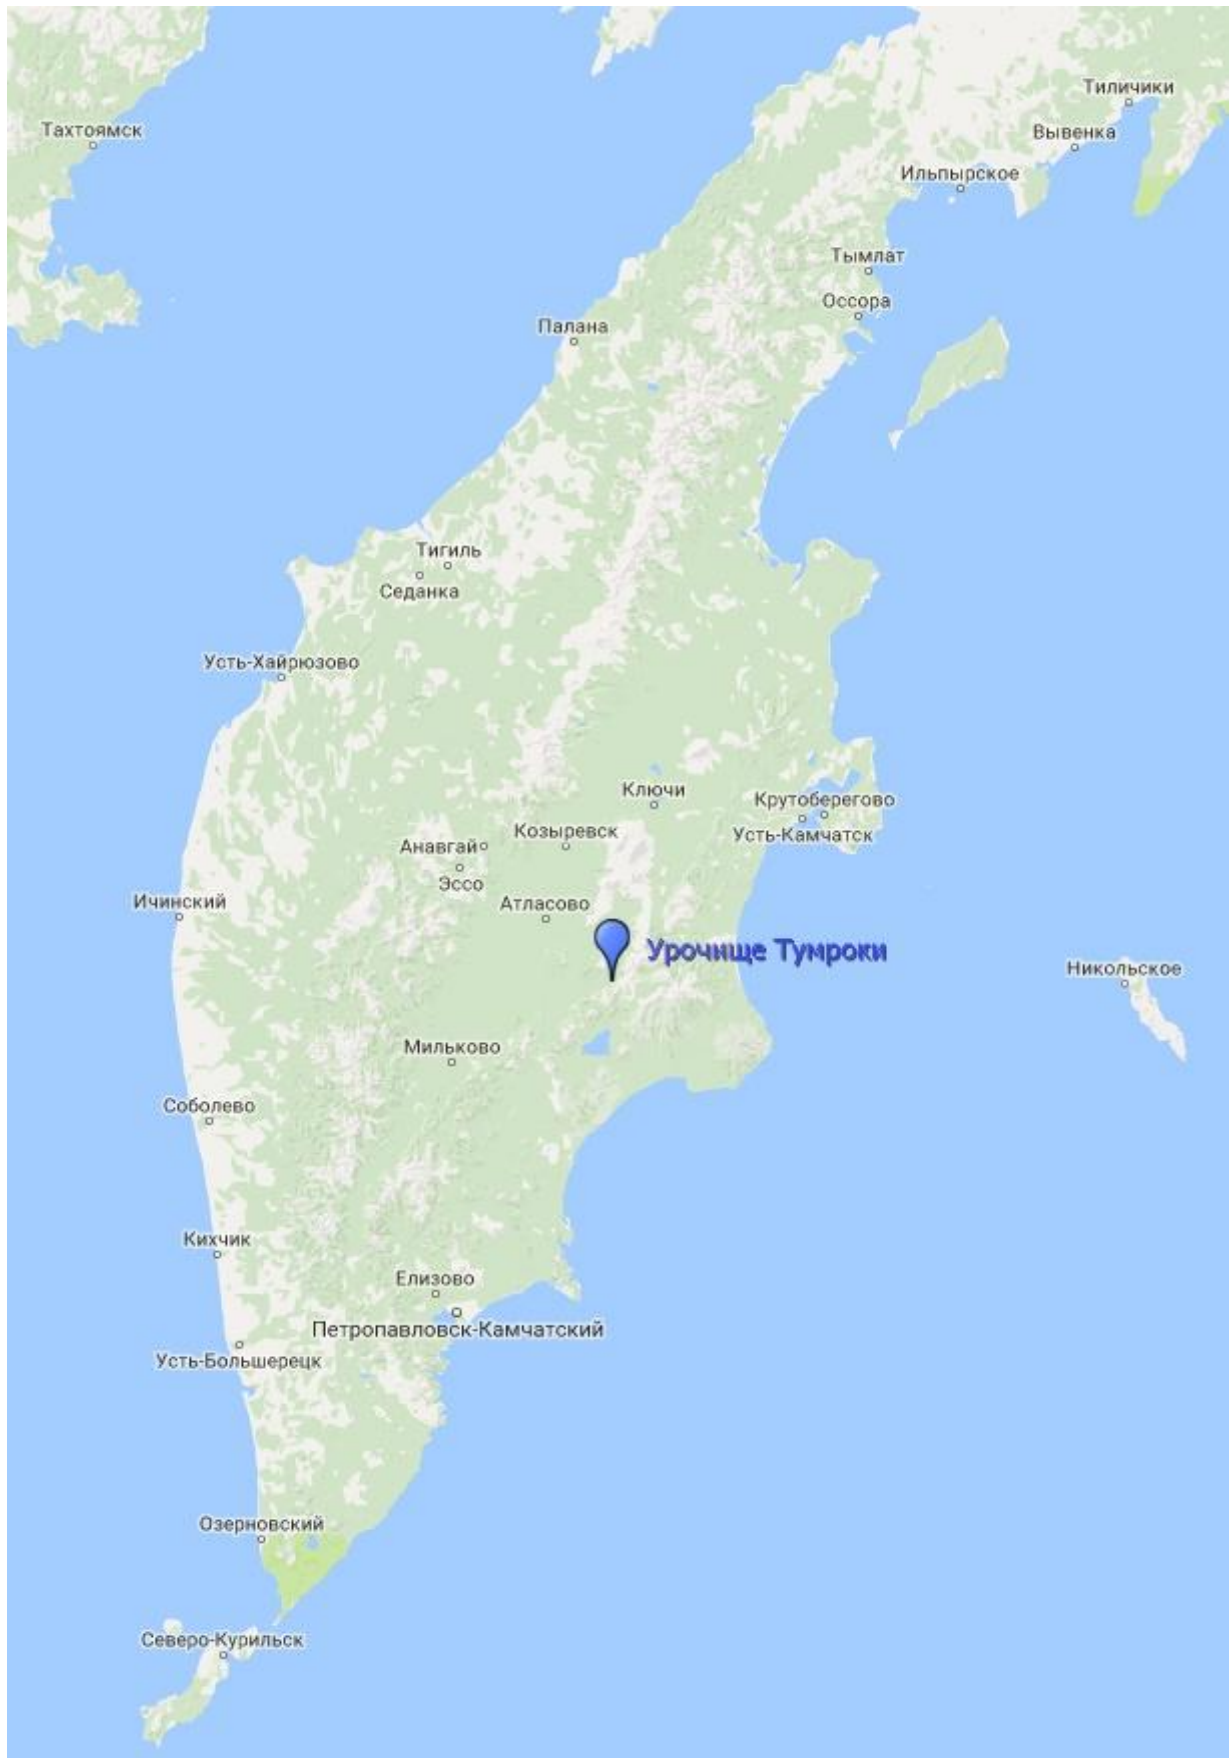 Тиличики
Тахтоямск
Вывенка
Ильпырское
Тымлат
Оссора
Палана
Тигиль
Седанка
Усть-Хайрюзово
Ключи
Крутоберегово
Козыревск
Усть-Камчатск
Анавгай
Эссо
Ичинский
Атласово
Урочище Тумроки
Никольское
Мильково
Соболево
Кихчик
Елизово
Петропавловск-Камчатский
Усть-Большерецк
Озерновский
Северо-Курильск